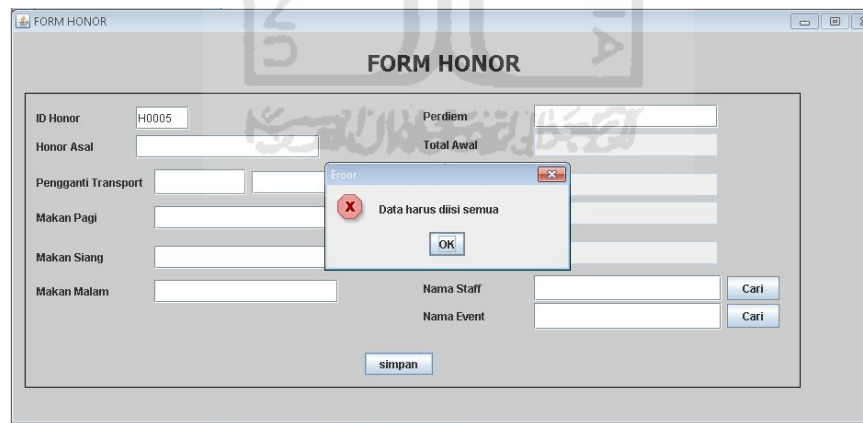 FORM HONOR
FORM HONOR
ID Honor H0005 Perdiem
Honor Asal Total Awal
Eroor
Pengganti Transport
Data harus diisi semua
Makan Pagi
OK
Makan Siang
Makan Malam Nama Staff Cari
Nama Event Cari
simpan